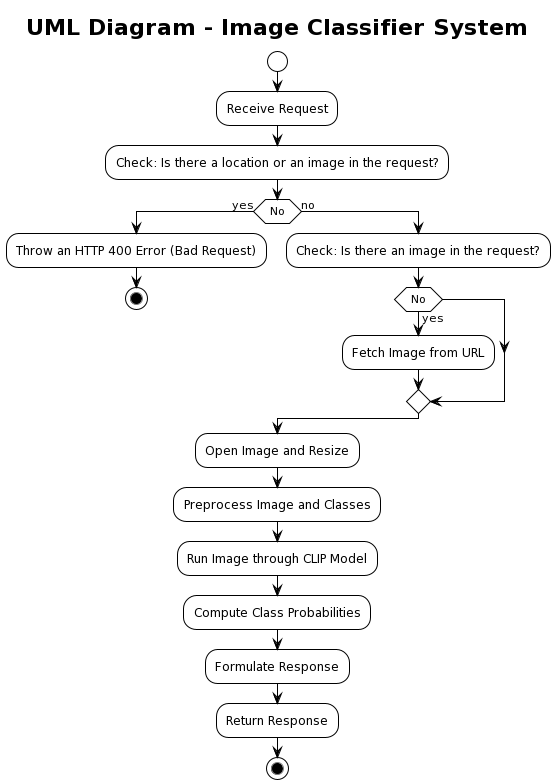 UML Diagram - Image Classifier System
Receive Request
Check: Is there a location or an image in the request?
yes
No
no
Throw an HTTP 400 Error (Bad Request)
Check: Is there an image in the request?
No
yes
Fetch Image from URL
Open Image and Resize
Preprocess Image and Classes
Run Image through CLIP Model
Compute Class Probabilities
Formulate Response
Return Response